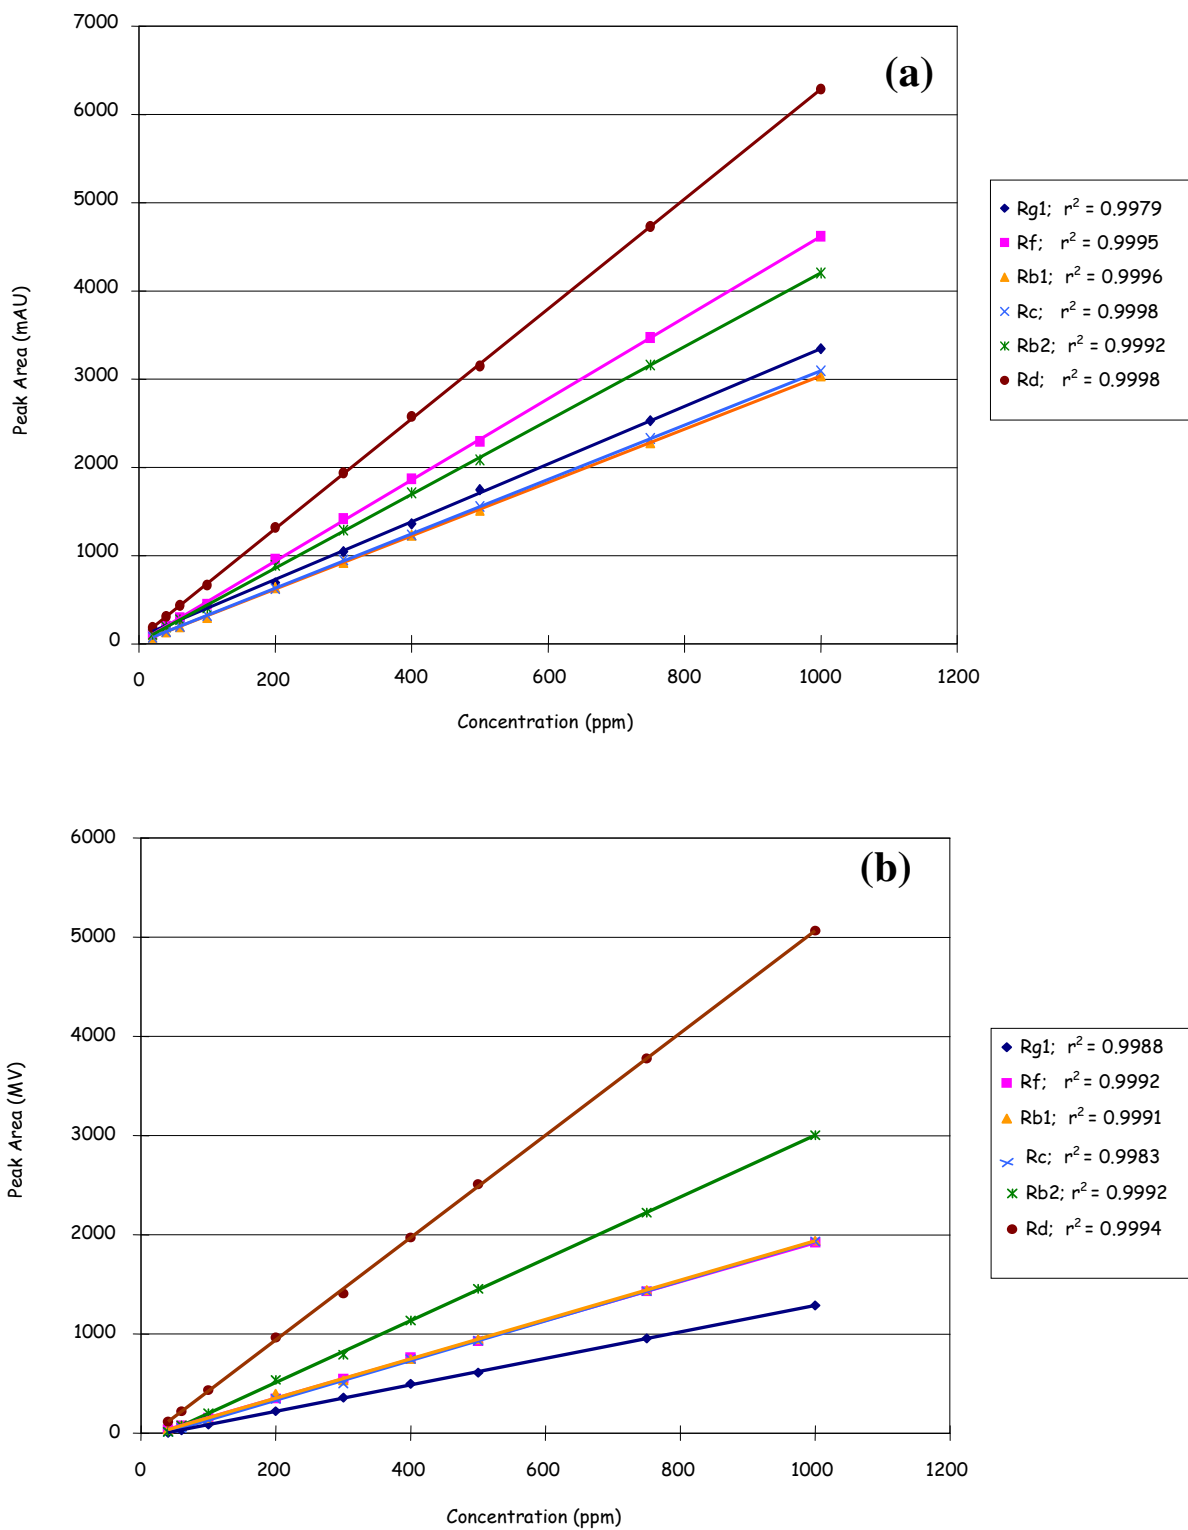 (a)
7000
6000
5000
4000
3000
2000
1000
0
0 200 400 600 800 1000 1200
Peak Area (mAU)
Concentration (ppm)
Rg1; r² = 0.9979
Rf; r² = 0.9995
Rb1; r² = 0.9996
Rc; r² = 0.9998
Rb2; r² = 0.9992
Rd; r² = 0.9998
(b)
6000
5000
4000
3000
2000
1000
0
0 200 400 600 800 1000 1200
Peak Area (MV)
Concentration (ppm)
Rg1; r² = 0.9988
Rf; r² = 0.9992
Rb1; r² = 0.9991
Rc; r² = 0.9983
Rb2; r² = 0.9992
Rd; r² = 0.9994